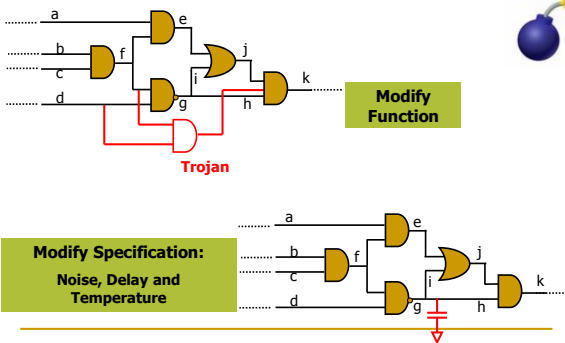 a
e
b
f
j
c
i
k
d
g
h
Modify
Function
Trojan
a
e
Modify Specification:
Noise, Delay and
Temperature
b
f
j
c
i
k
d
g
h